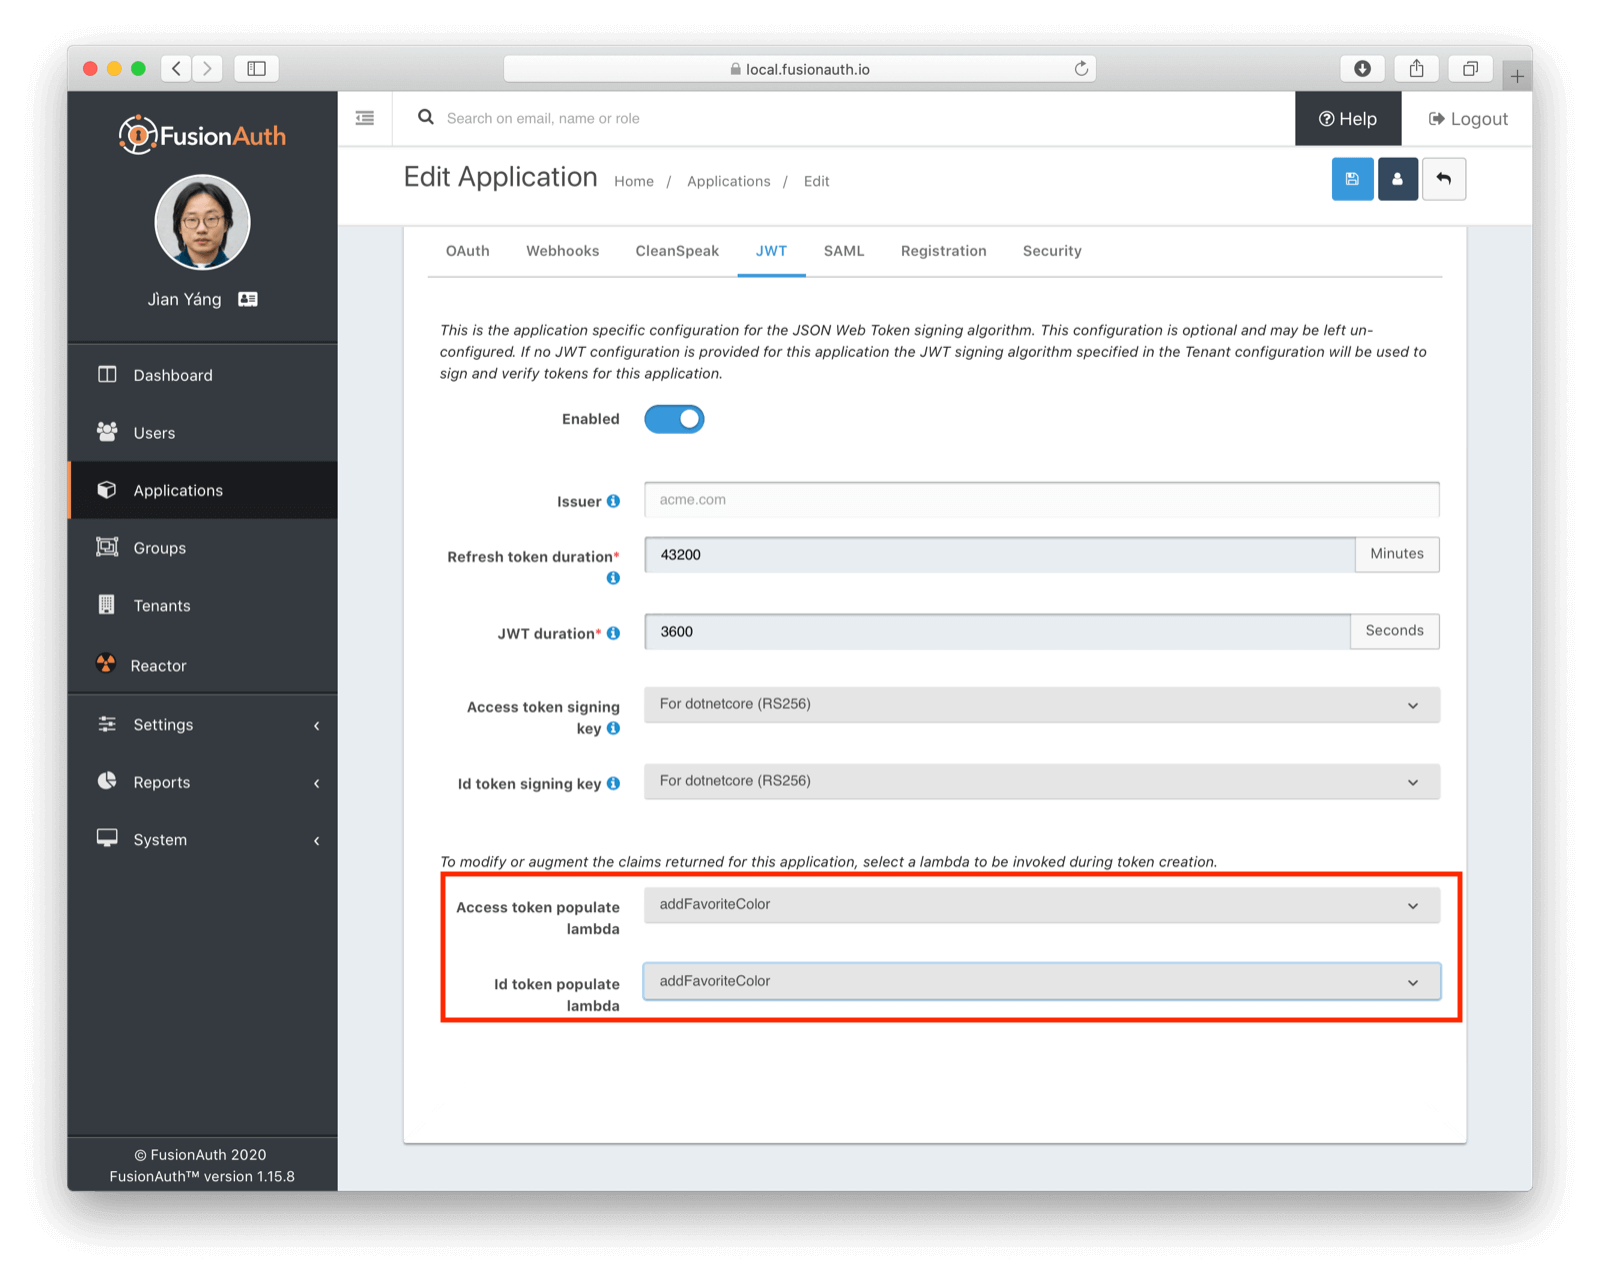 local.fusionauth.io
FusionAuth
Search on email, name or role
Help
Logout
Edit Application
Home / Applications / Edit
Jìan Yáng
Dashboard
Users
Applications
Groups
Tenants
Reactor
Settings
Reports
System
© FusionAuth 2020
FusionAuth™ version 1.15.8
OAuth Webhooks CleanSpeak JWT SAML Registration Security
This is the application specific configuration for the JSON Web Token signing algorithm. This configuration is optional and may be left un-
configured. If no JWT configuration is provided for this application the JWT signing algorithm specified in the Tenant configuration will be used to
sign and verify tokens for this application.
Enabled
Issuer acme.com
Refresh token duration* 43200 Minutes
JWT duration* 3600 Seconds
Access token signing
key
For dotnetcore (RS256)
Id token signing key For dotnetcore (RS256)
To modify or augment the claims returned for this application, select a lambda to be invoked during token creation.
Access token populate
lambda
addFavoriteColor
Id token populate
lambda
addFavoriteColor